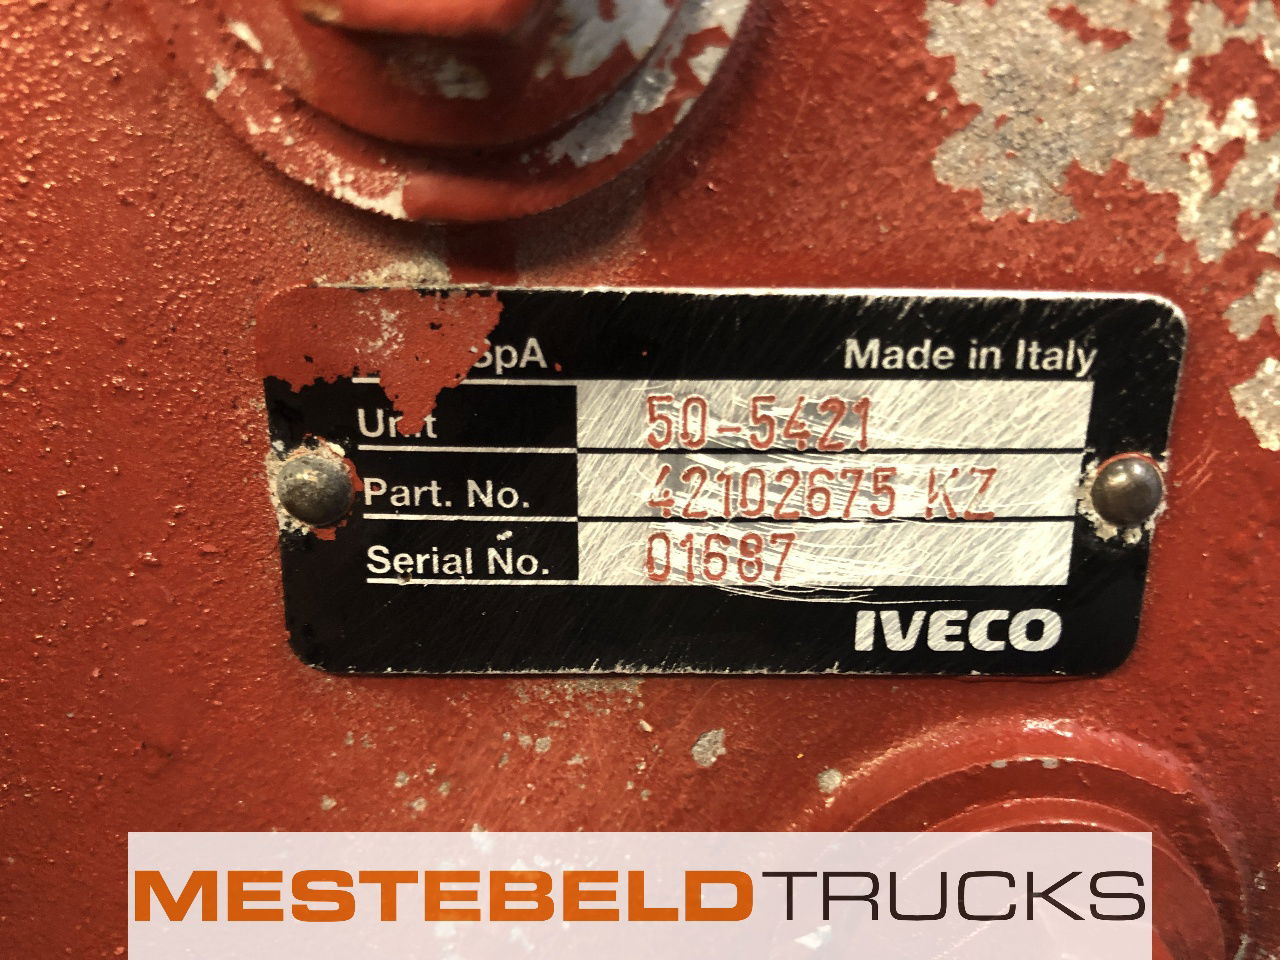 SpA. Made in Italy
Unit 50-5421
Part. No. 42102675 KZ
Serial No. 01687
IVECO
MESTEBELDTRUCKS